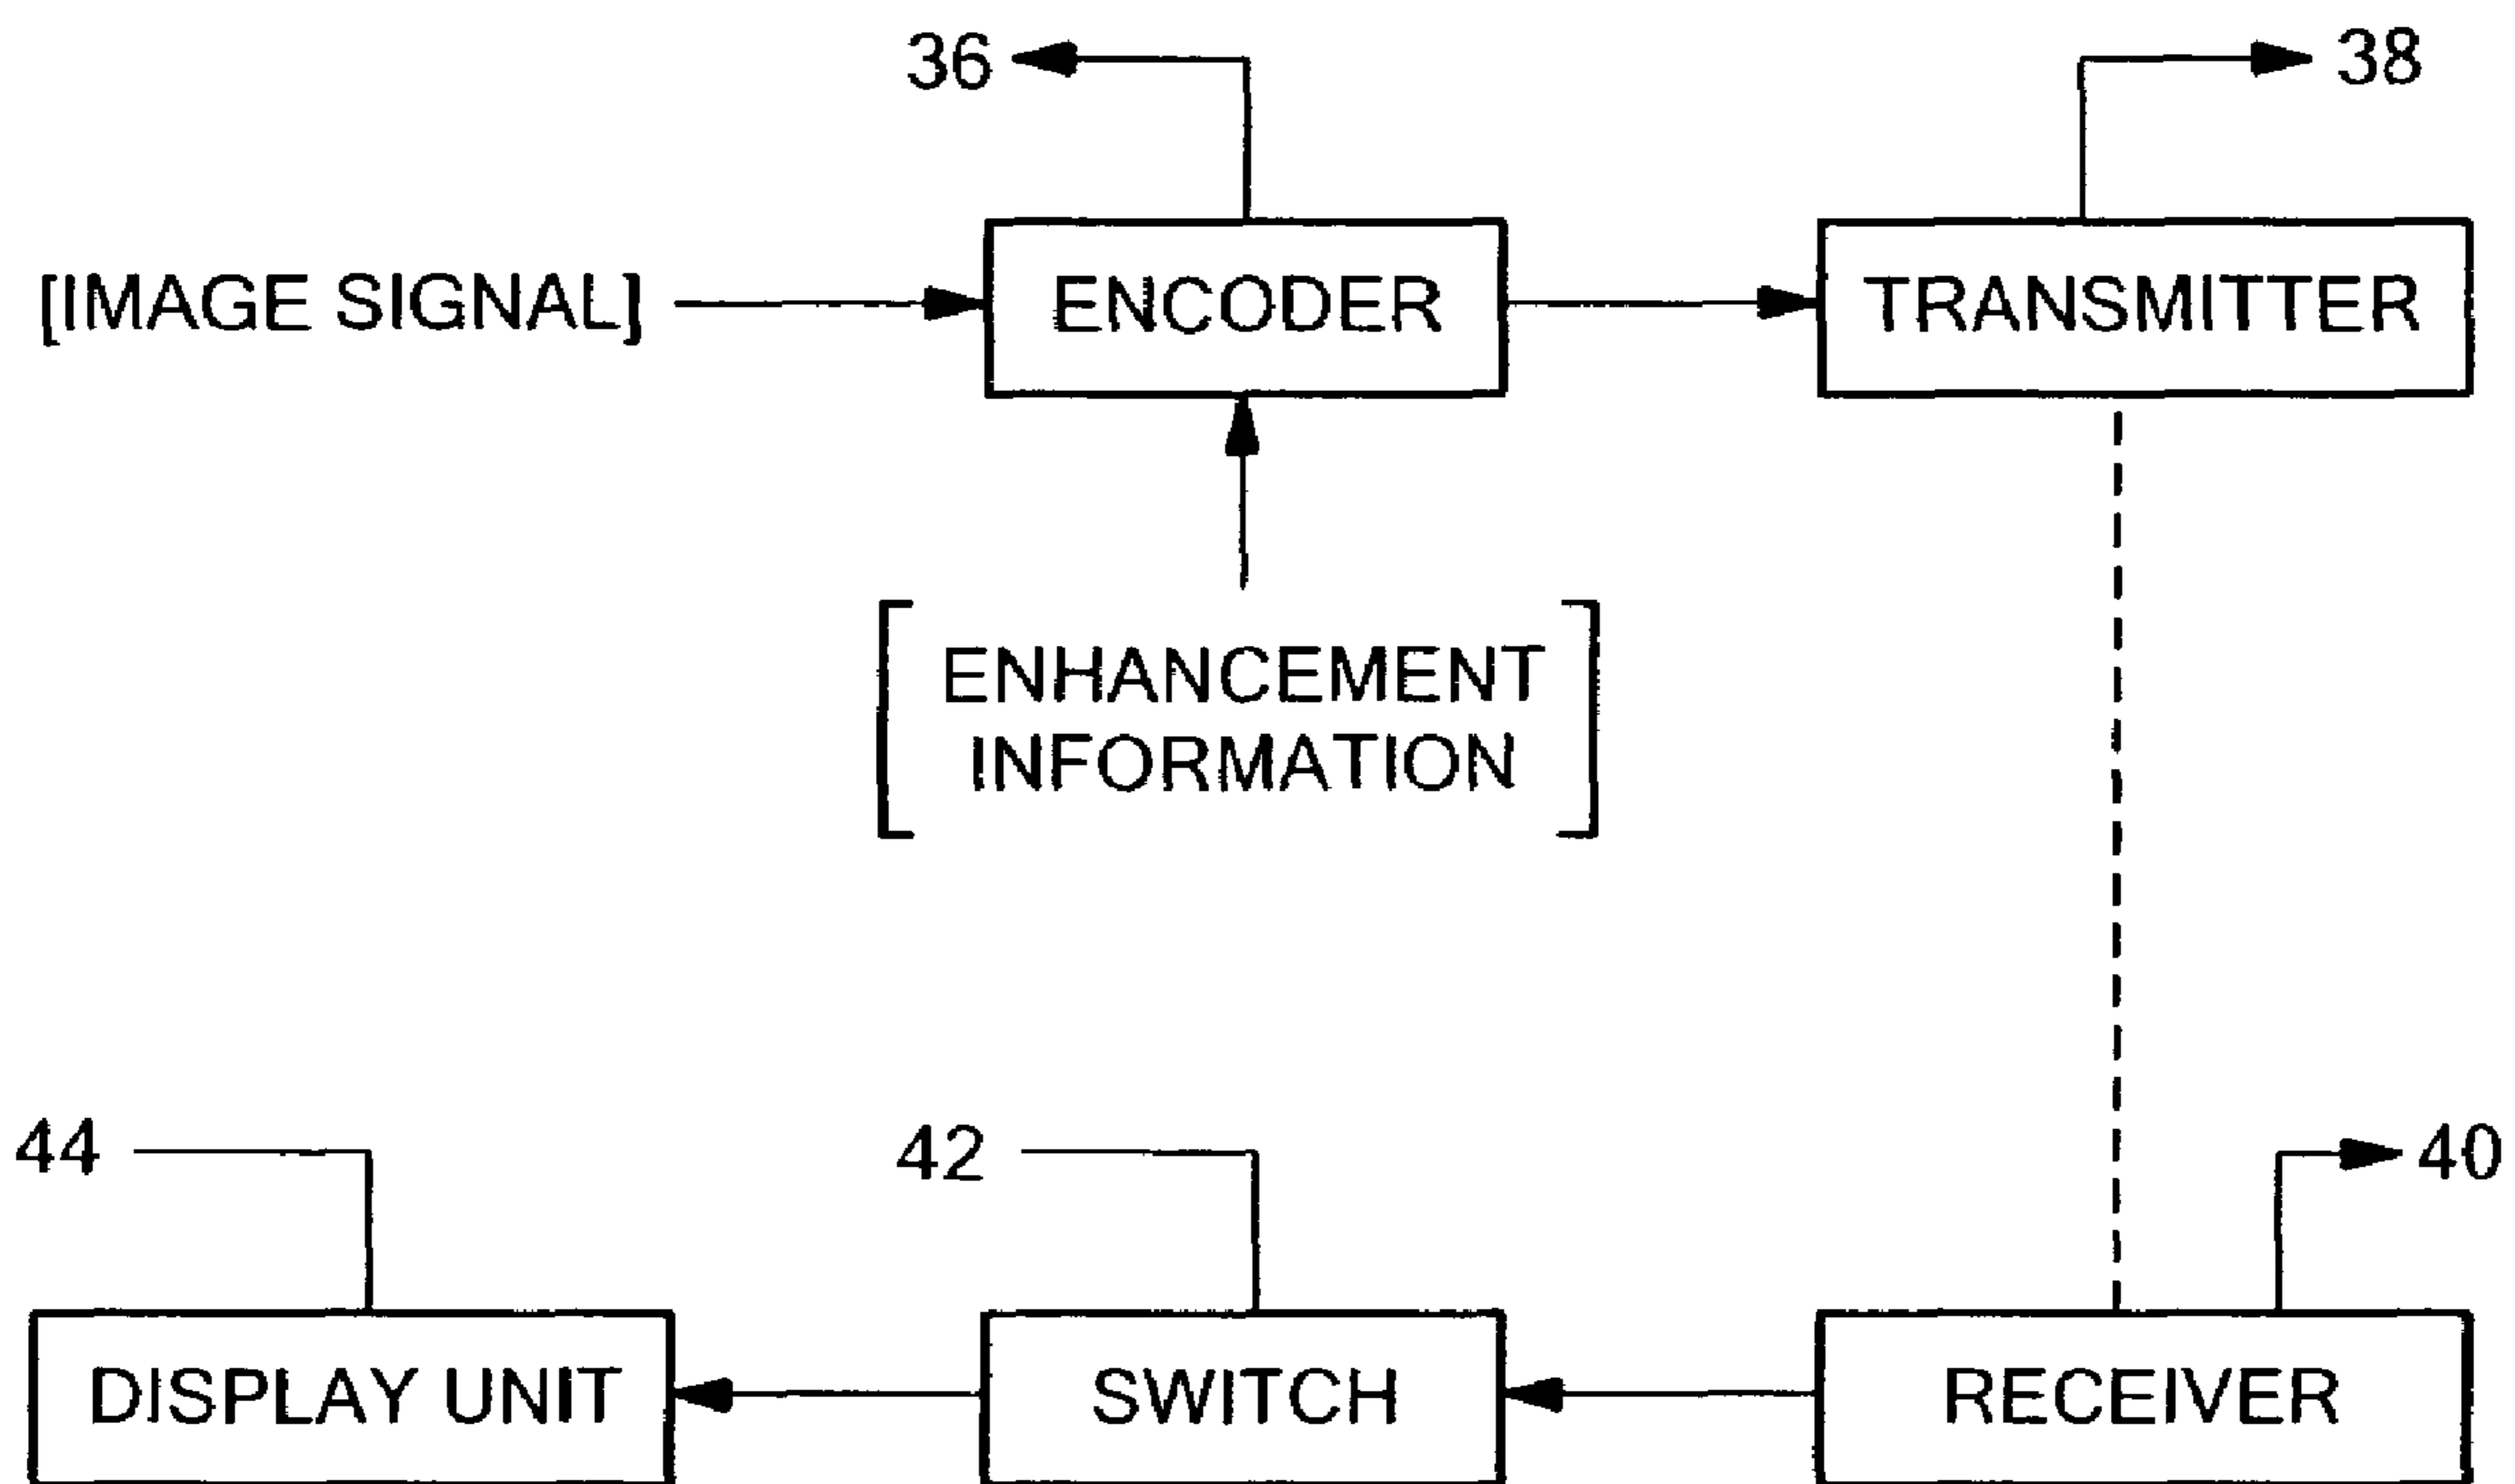 36
38
[IMAGE SIGNAL]
ENCODER
TRANSMITTER
ENHANCEMENT
INFORMATION
44
42
40
DISPLAY UNIT
SWITCH
RECEIVER